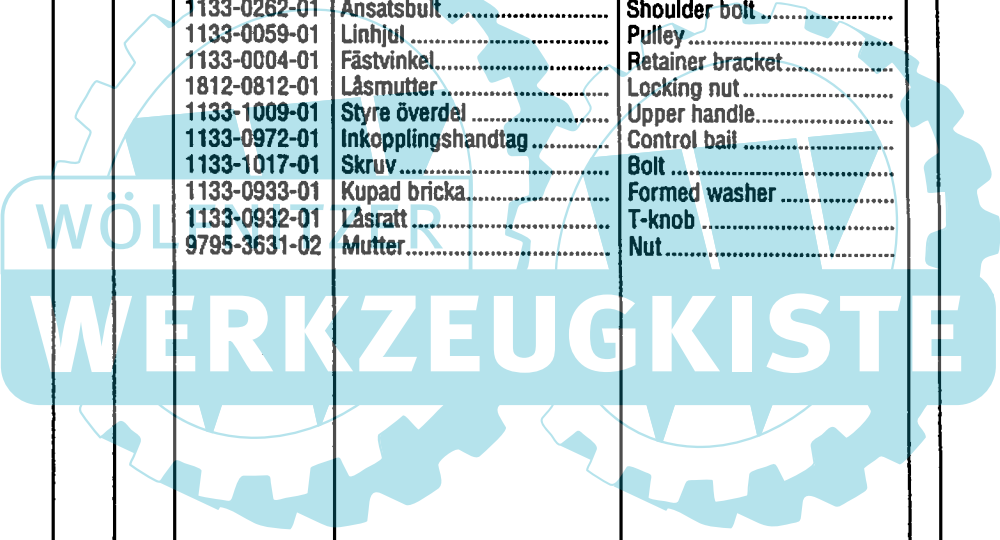 1133-0262-01 Ansatsbult ........................ Shoulder bolt ....................
1133-0059-01 Linhjul ........................ Pulley ....................
1133-0004-01 Fästvinkel ........................ Retainer bracket ....................
1812-0812-01 Låsmutter ........................ Locking nut ....................
1133-1009-01 Styre överdel ........................ Upper handle ....................
1133-0972-01 Inkopplingshandtag ............ Control bail ....................
1133-1017-01 Skruv ........................ Bolt ....................
1133-0933-01 Kupad bricka ........................ Formed washer ....................
1133-0932-01 Låsratt ........................ T-knob ....................
9795-3631-02 Mutter ........................ Nut ....................
WÖLFNITZER
WERKZEUGKISTE